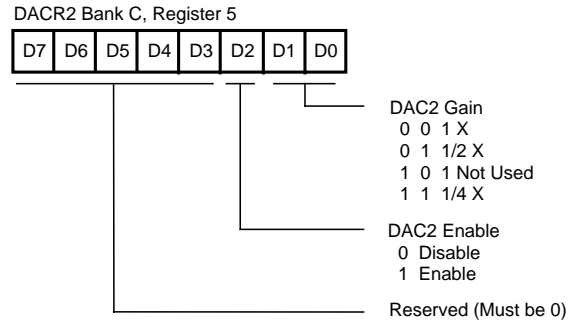 DACR2 Bank C, Register 5
D7 D6 D5 D4 D3 D2 D1 D0
DAC2 Gain
0 0 1 X
0 1 1/2 X
1 0 1 Not Used
1 1 1/4 X
DAC2 Enable
0 Disable
1 Enable
Reserved (Must be 0)